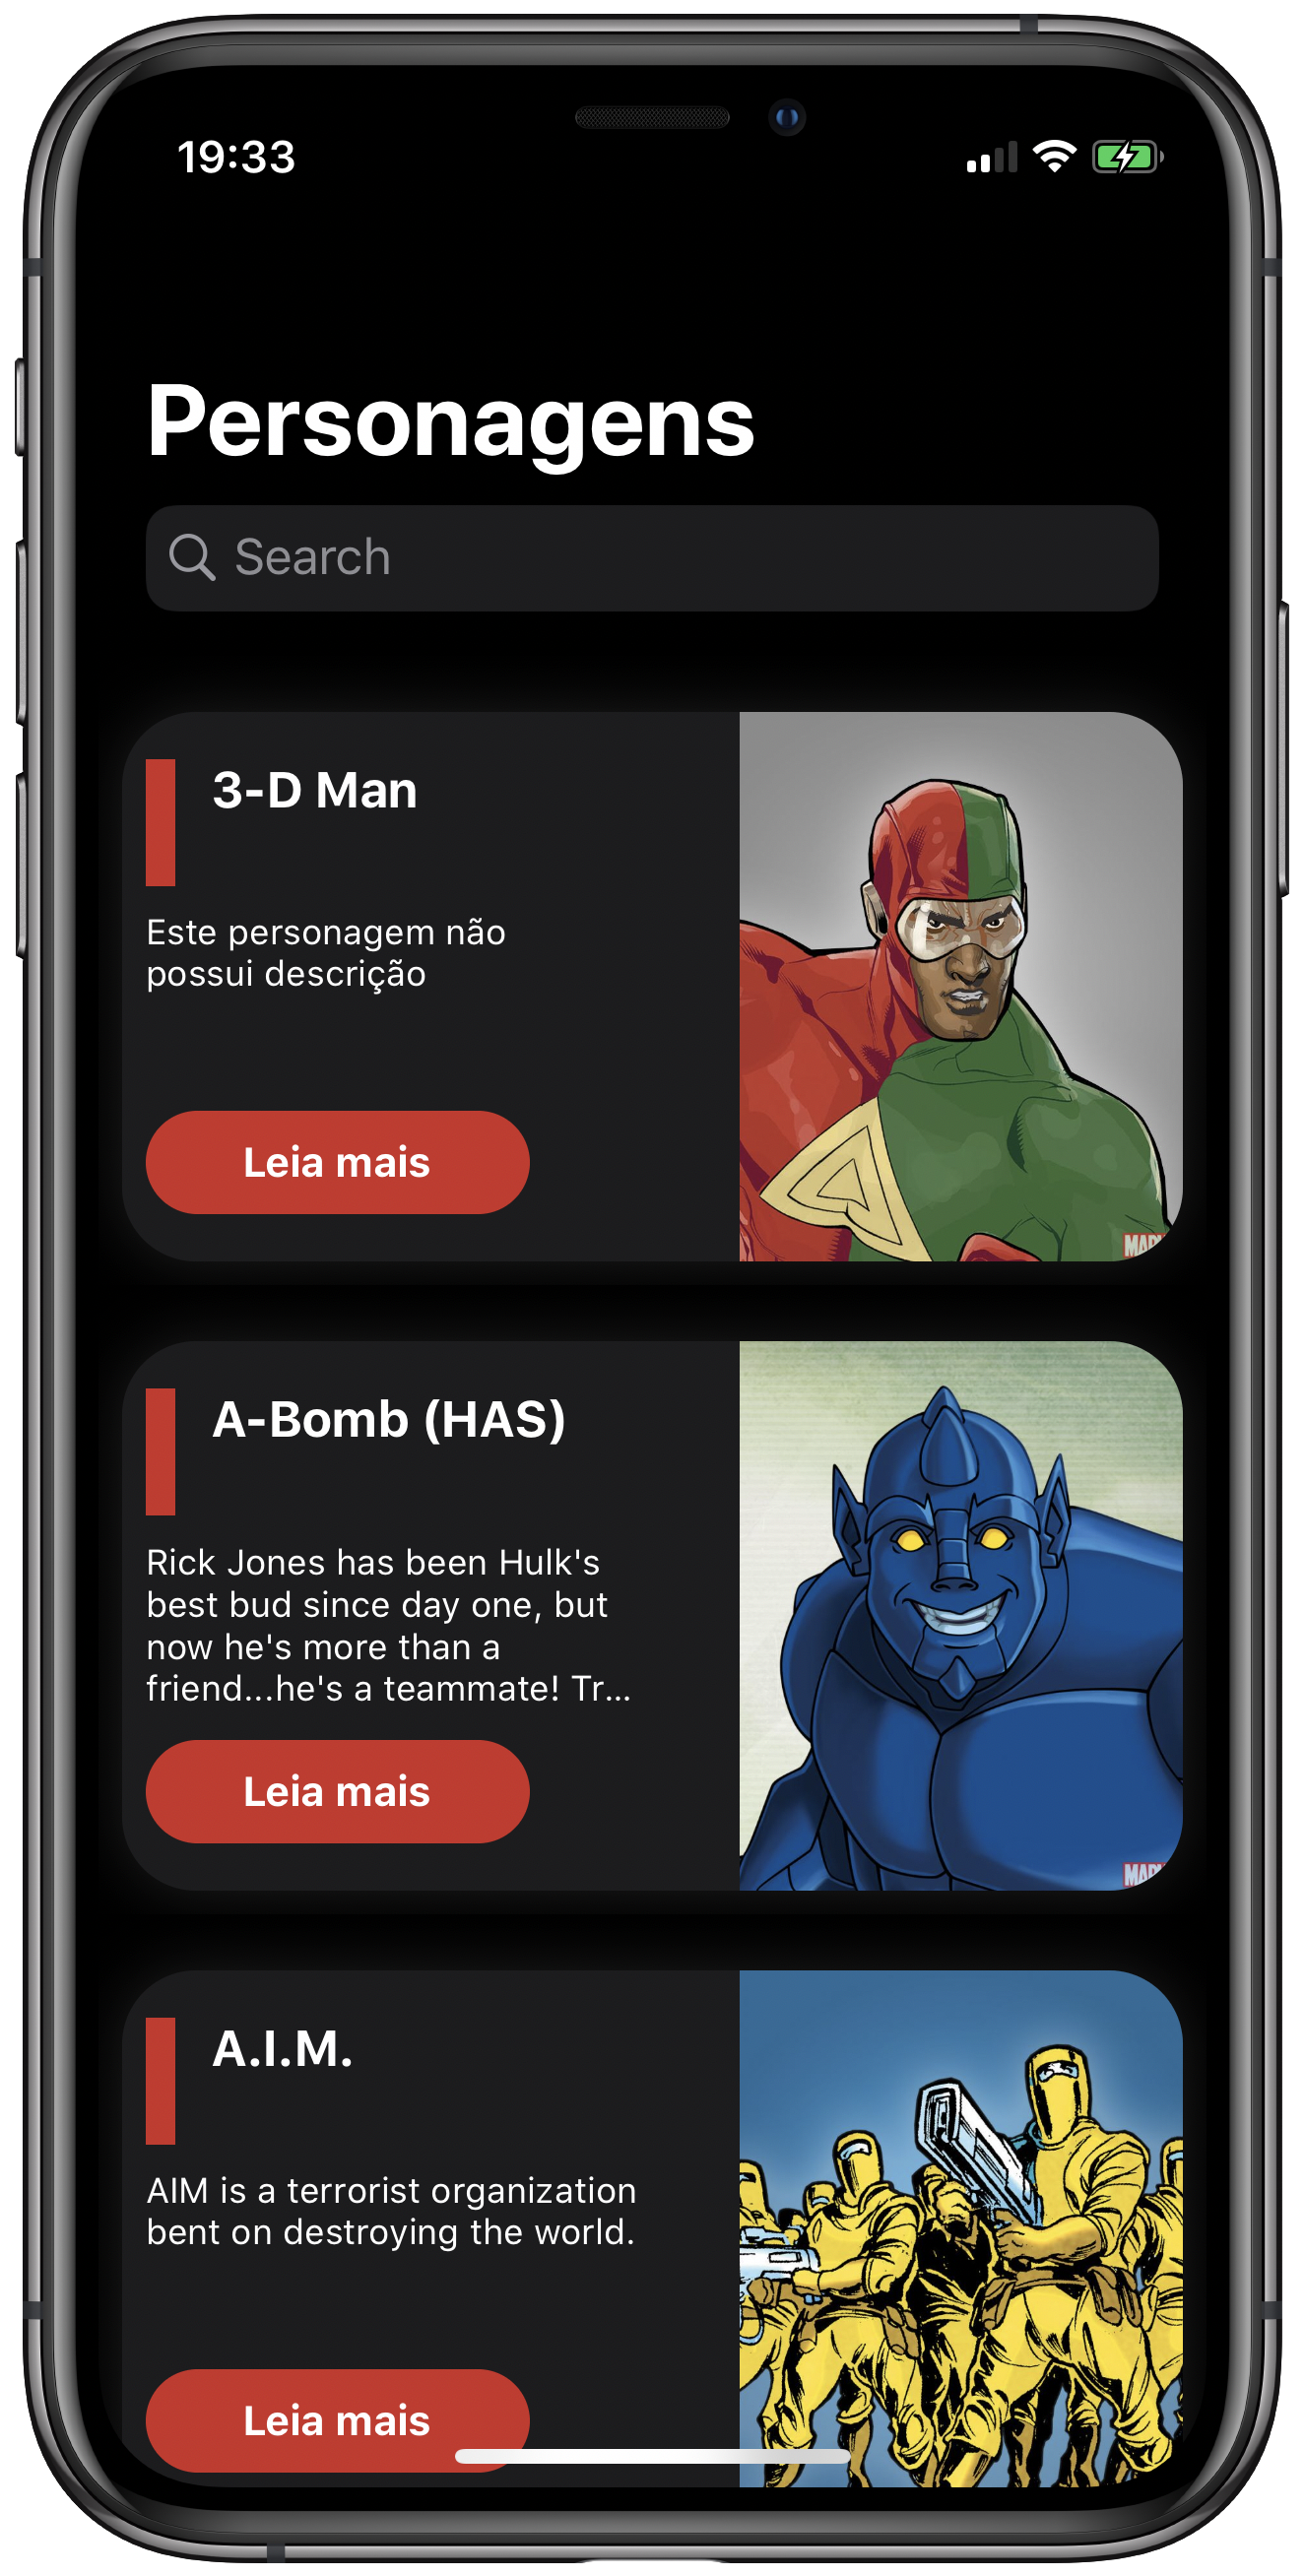 19:33
Personagens
Search
3-D Man
Este personagem não
possui descrição
Leia mais
A-Bomb (HAS)
Rick Jones has been Hulk's
best bud since day one, but
now he's more than a
friend...he's a teammate! Tr...
Leia mais
A.I.M.
AIM is a terrorist organization
bent on destroying the world.
Leia mais